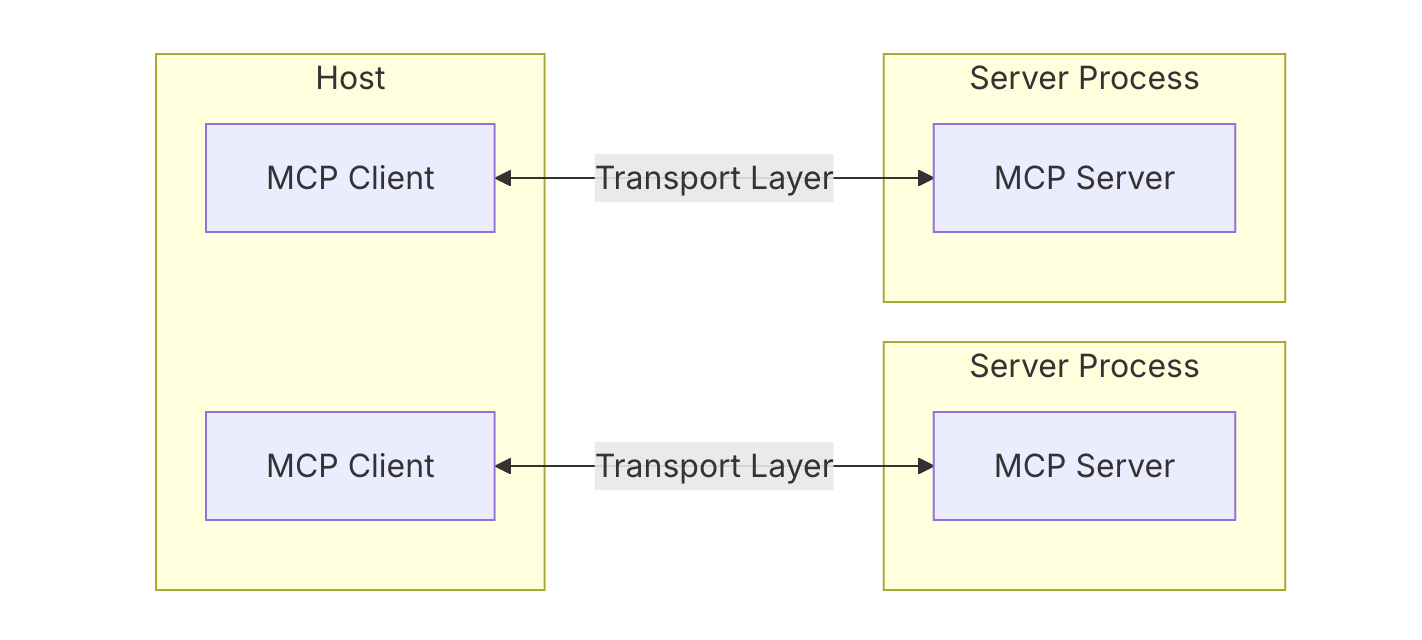 Host
Server Process
MCP Client
Transport Layer
MCP Server
Server Process
MCP Client
Transport Layer
MCP Server